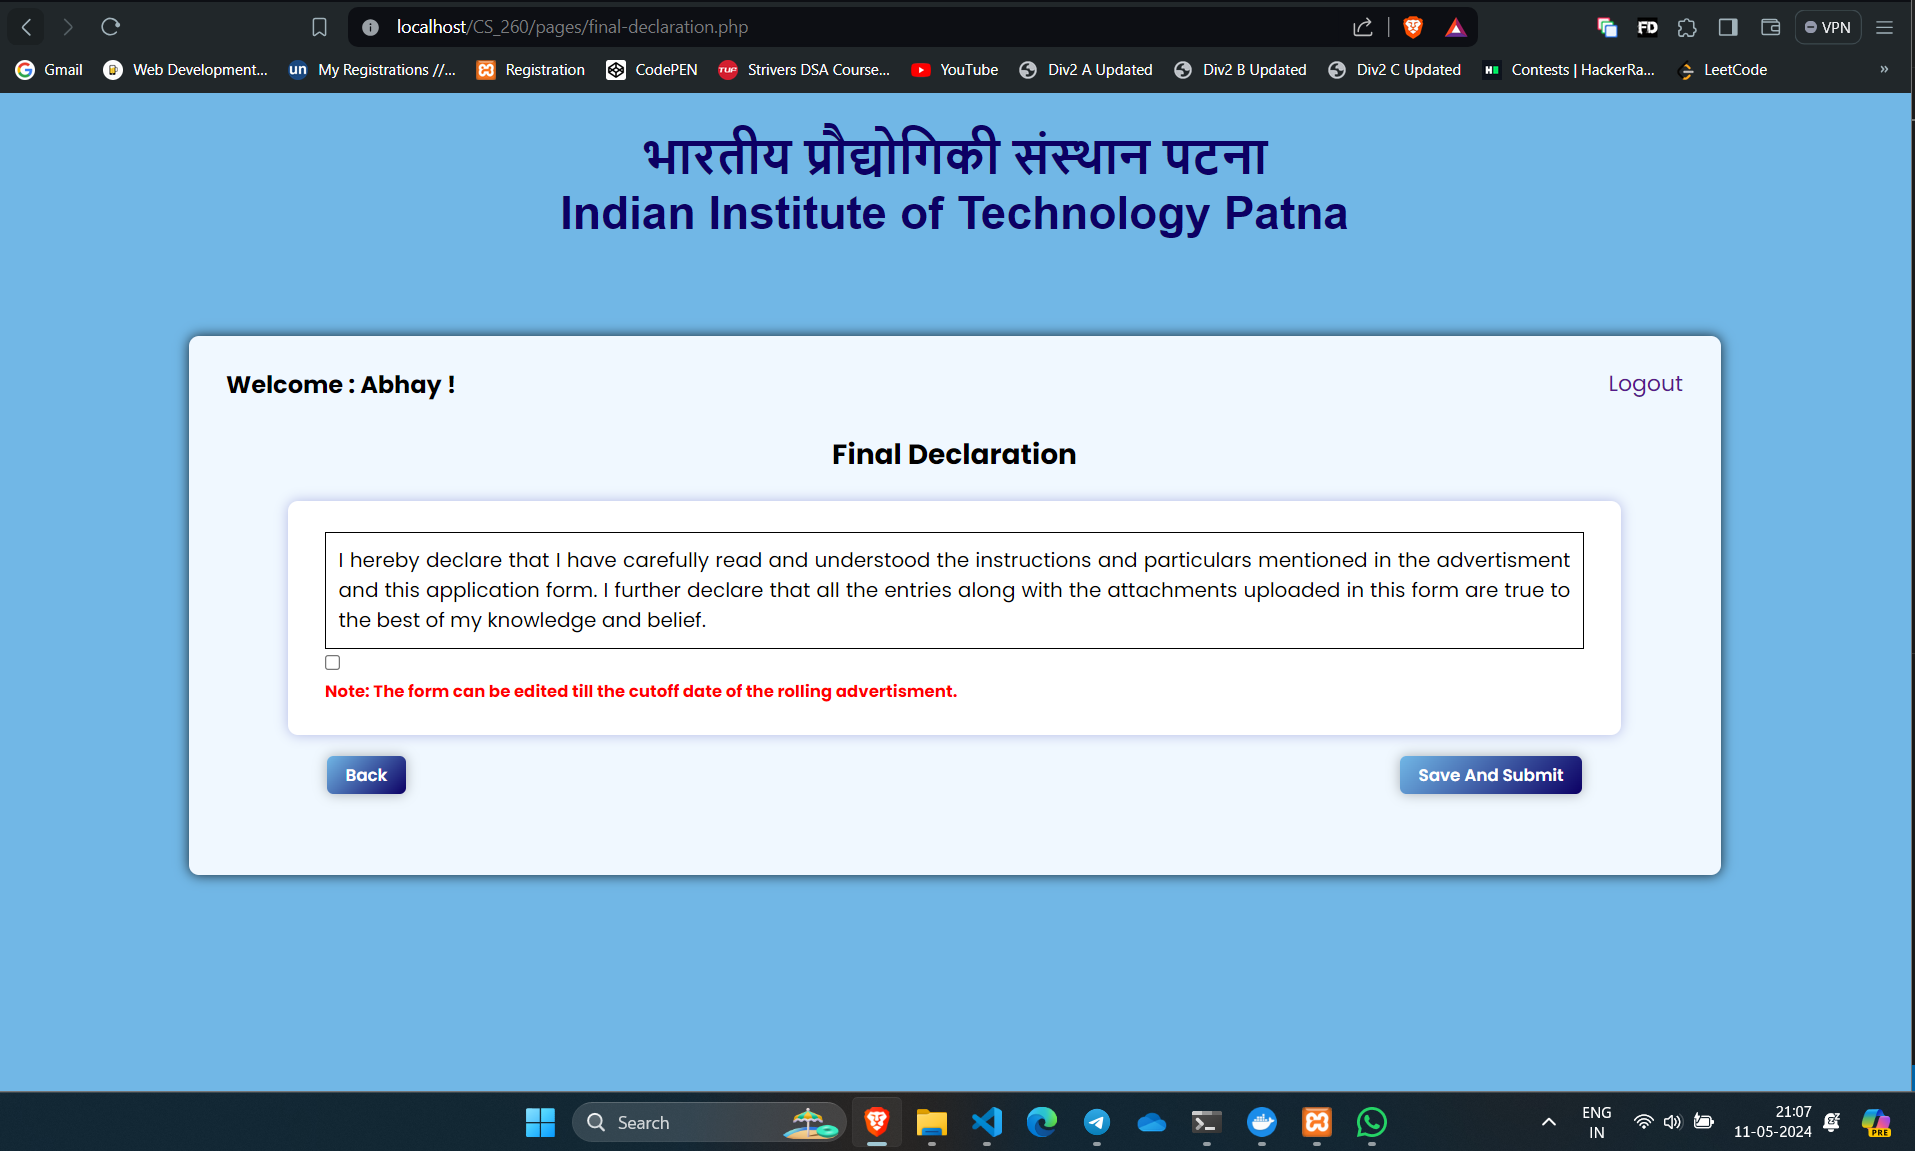 localhost/CS_260/pages/final-declaration.php
VPN
Gmail
Web Development...
un
My Registrations //...
Registration
CodePEN
TUF
Strivers DSA Course...
YouTube
Div2 A Updated
Div2 B Updated
Div2 C Updated
Contests | HackerRa...
LeetCode
»
FD
भारतीय प्रौद्योगिकी संस्थान पटना
Indian Institute of Technology Patna
Welcome : Abhay !
Logout
Final Declaration
I hereby declare that I have carefully read and understood the instructions and particulars mentioned in the advertisment
and this application form. I further declare that all the entries along with the attachments uploaded in this form are true to
the best of my knowledge and belief.
Note: The form can be edited till the cutoff date of the rolling advertisment.
Back
Save And Submit
Search
ENG
IN
21:07
11-05-2024
PRE